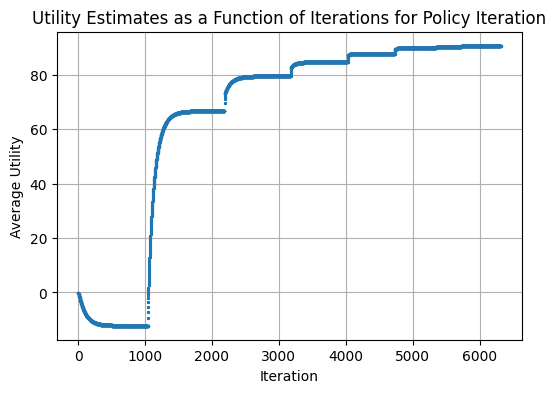 Utility Estimates as a Function of Iterations for Policy Iteration
80
60
40
20
0
Average Utility
0 1000 2000 3000 4000 5000 6000
Iteration